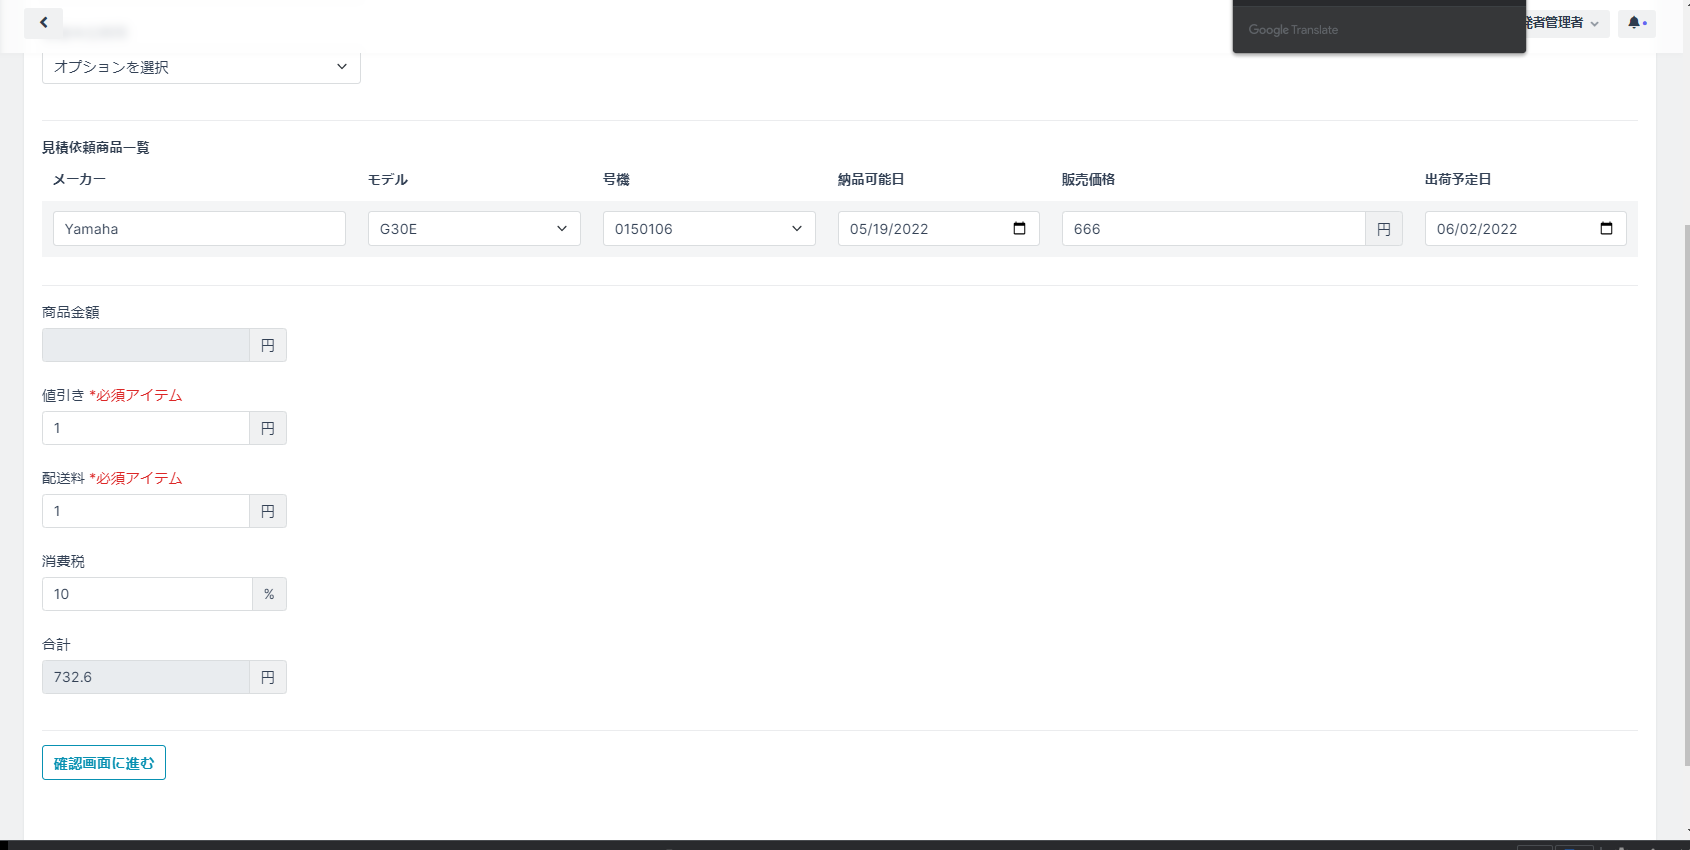 Google Translate
発者管理者
オプションを選択
見積依頼商品一覧
メーカー モデル 号機 納品可能日 販売価格 出荷予定日
Yamaha G30E 0150106 05/19/2022 666 円 06/02/2022
商品金額
円
値引き *必須アイテム
1 円
配送料 *必須アイテム
1 円
消費税
10 %
合計
732.6 円
確認画面に進む